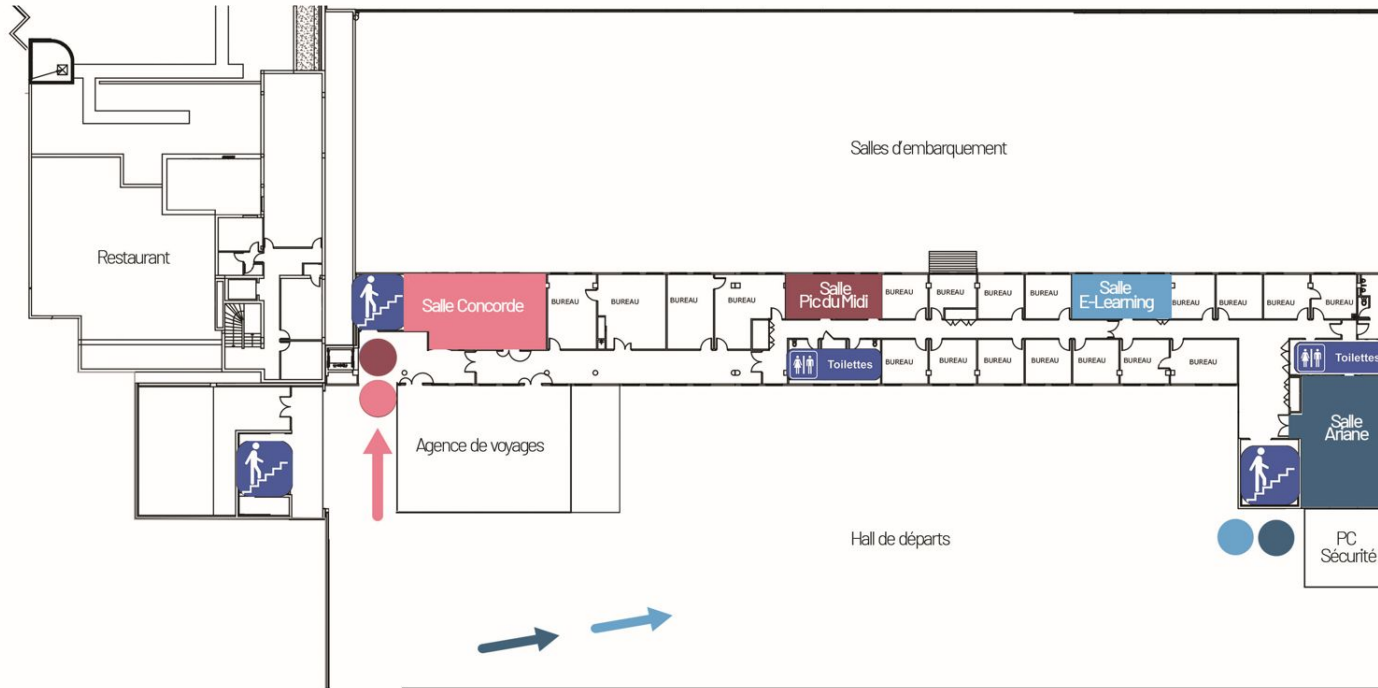 Salles d'embarquement
Restaurant
Salle Concorde
BUREAU
BUREAU
BUREAU
BUREAU
Salle
Pic du Midi
BUREAU
BUREAU
BUREAU
BUREAU
Salle
E-Learning
BUREAU
BUREAU
BUREAU
BUREAU
Toilettes
BUREAU
BUREAU
BUREAU
BUREAU
BUREAU
BUREAU
BUREAU
Toilettes
Agence de voyages
Salle
Ariane
Hall de départs
PC
Sécurité